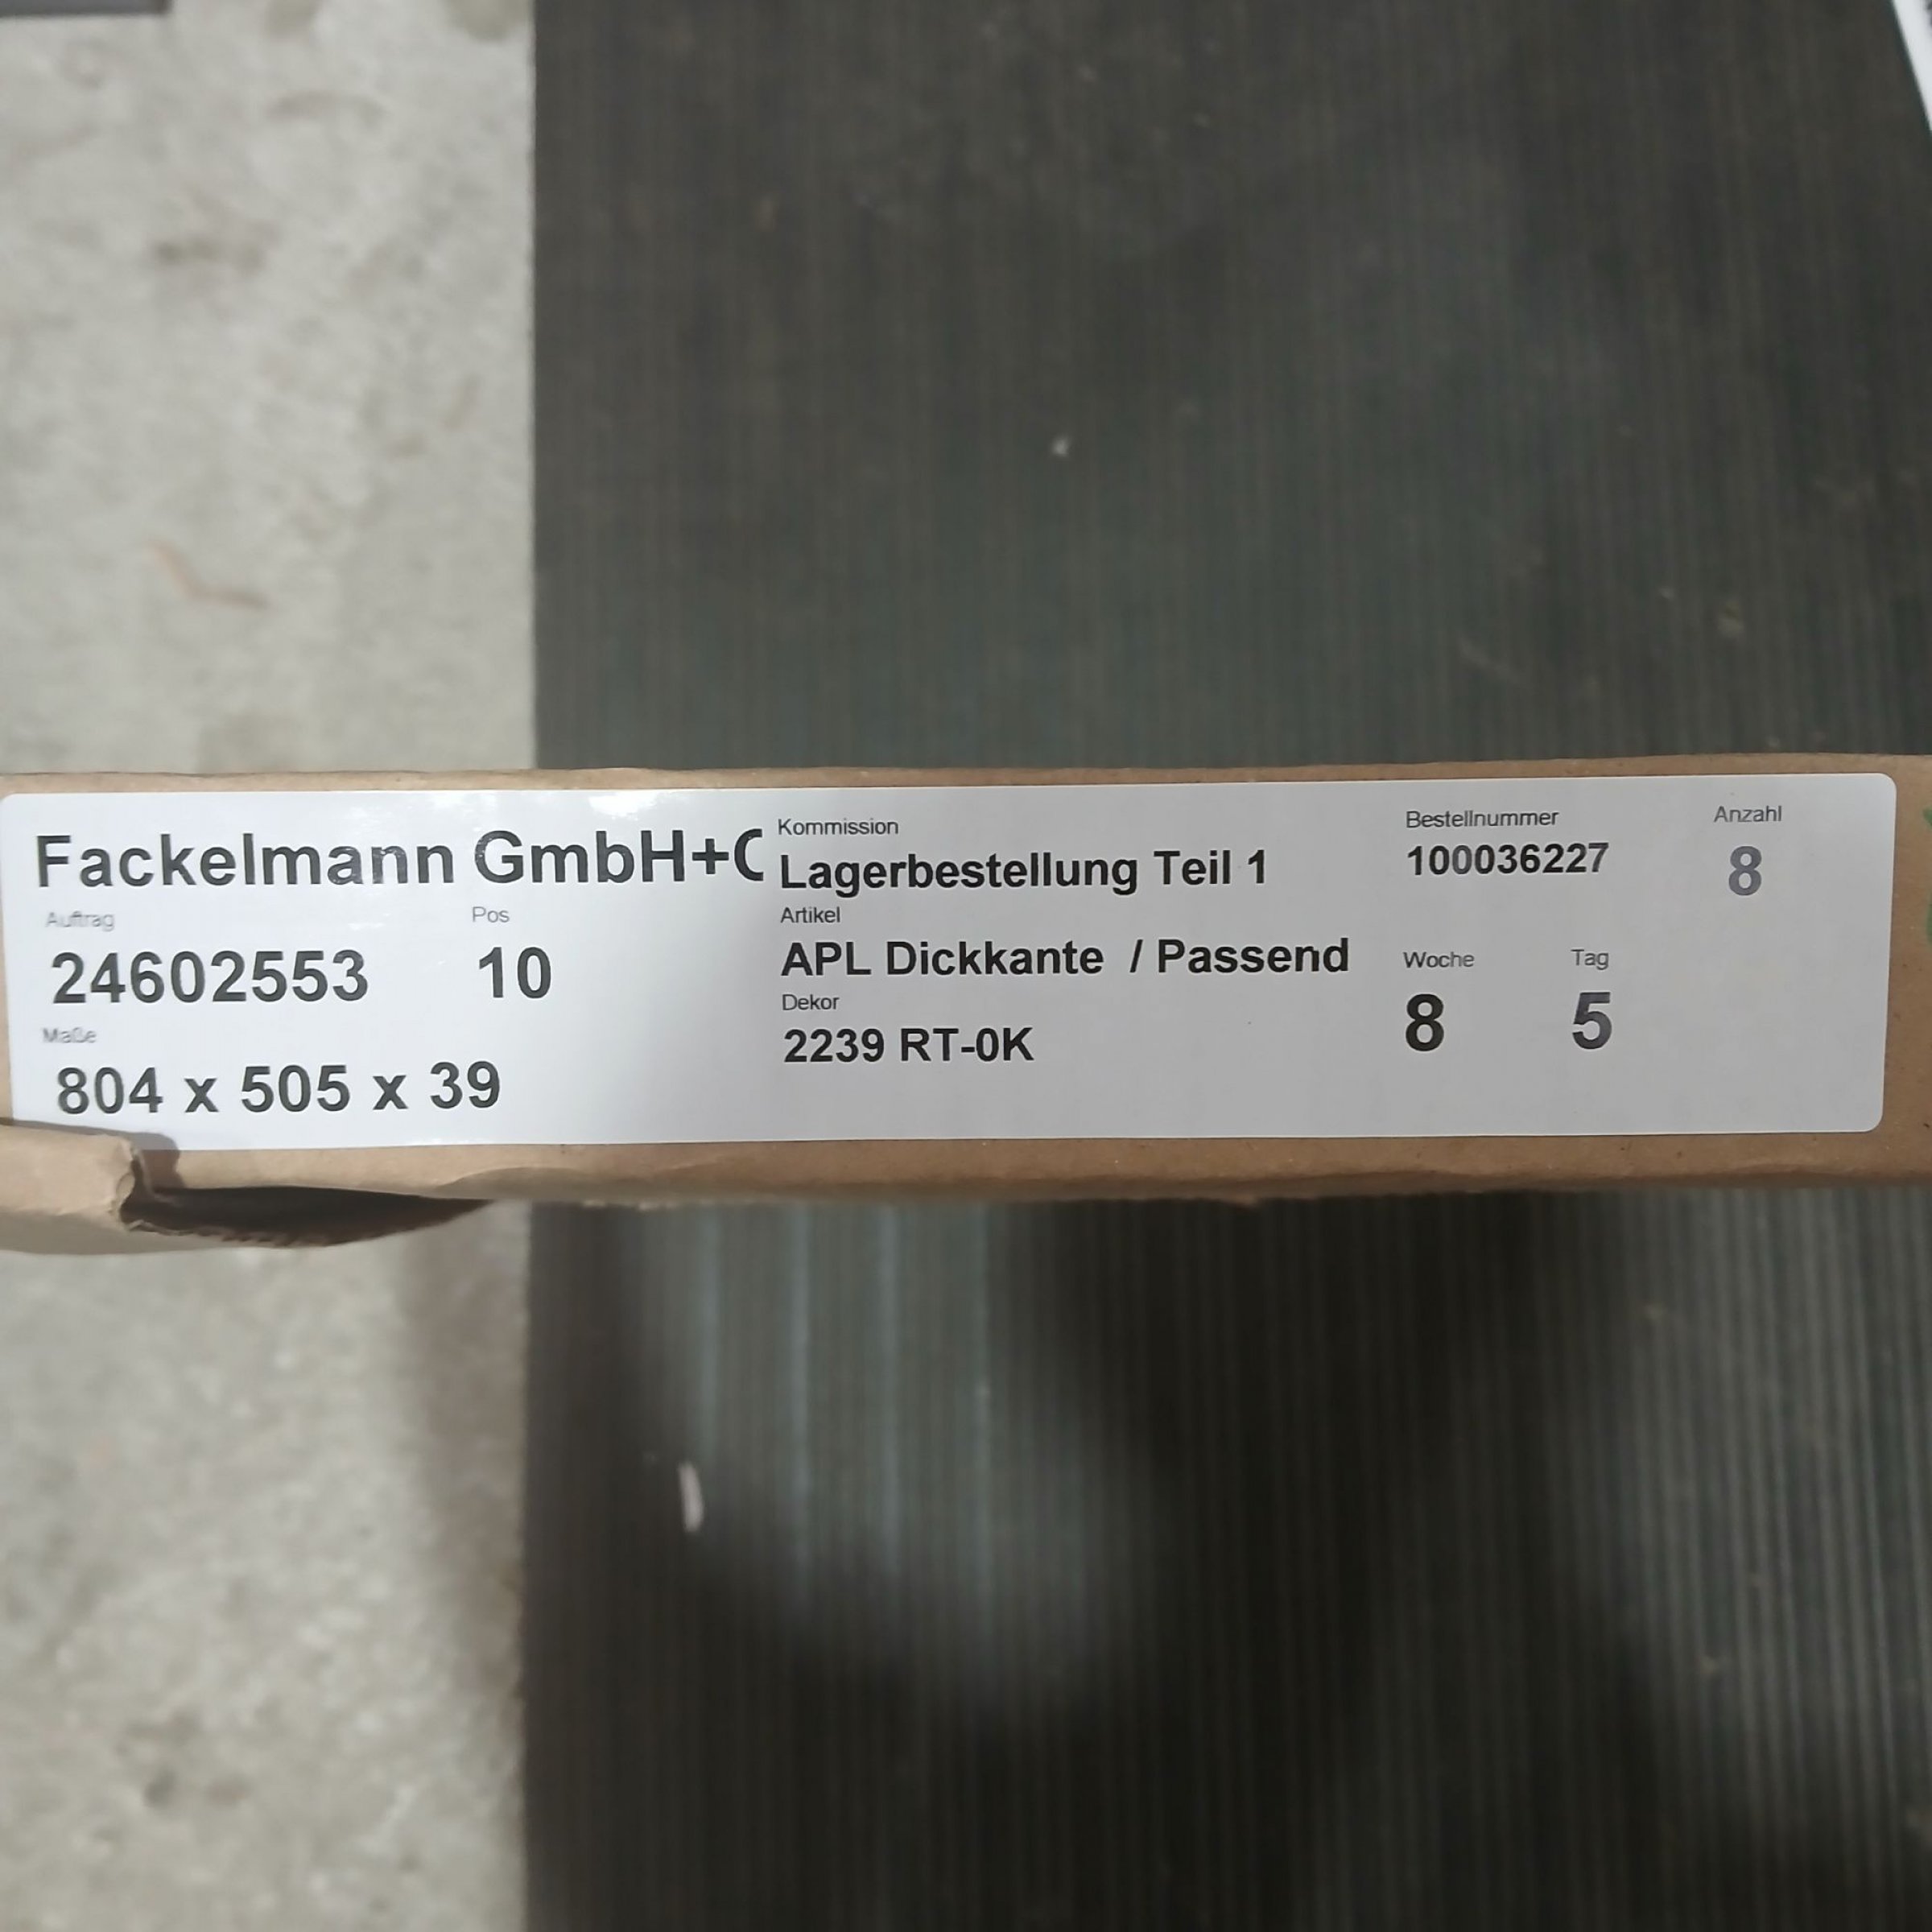 Fackelmann GmbH+C
Auftrag
Pos
24602553
10
Maße
804 x 505 x 39
Kommission
Lagerbestellung Teil 1
Artikel
APL Dickkante / Passend
Dekor
2239 RT-0K
Bestellnummer
100036227
Anzahl
8
Woche
Tag
8
5